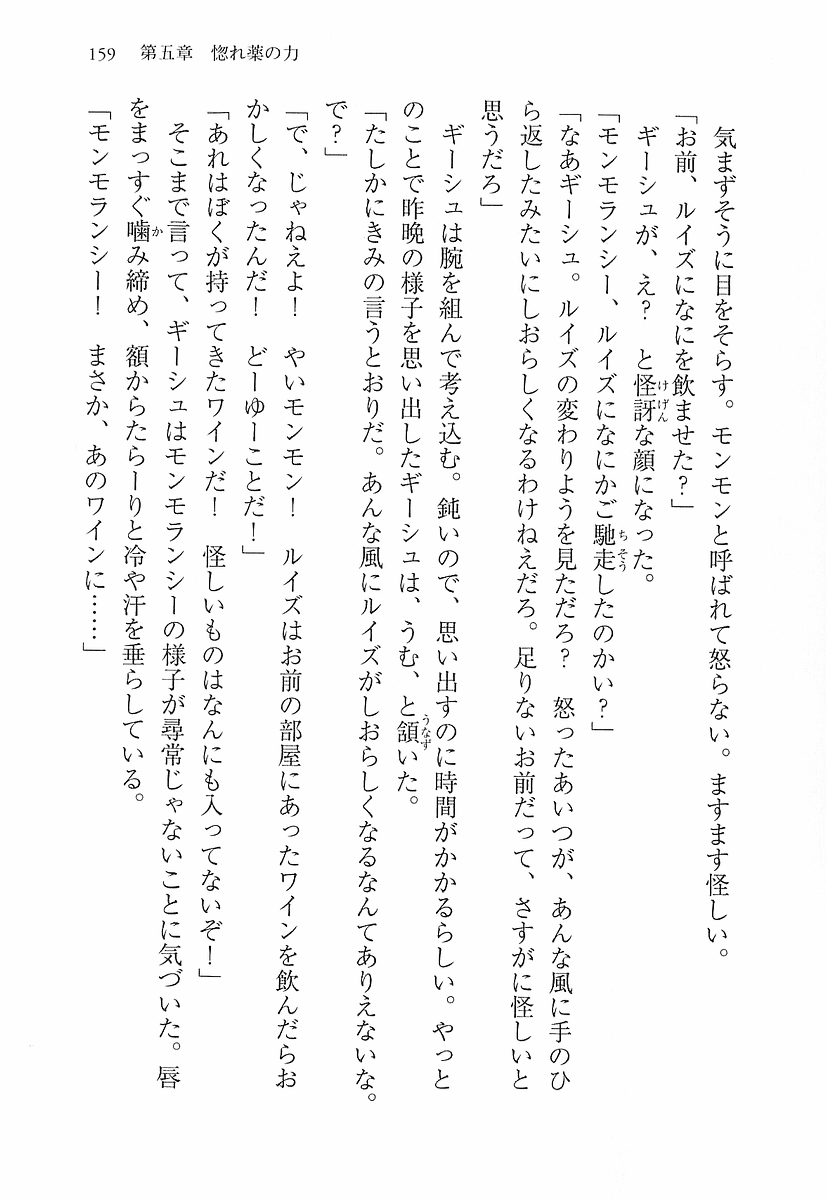 159　第五章　惚れ薬の力
　気まずそうに目をそらす。モンモンと呼ばれて怒らない。ますます怪しい。
「お前、ルイズになにを飲ませた？」
　ギーシュが、え？　と怪訝な顔になった。
「モンモランシー、ルイズになにかご馳走したのかい？」
「なあギーシュ。ルイズの変わりようを見ただろ？　怒ったあいつが、あんな風に手のひ
ら返したみたいにしおらしくなるわけねえだろ。足りないお前だって、さすがに怪しいと
思うだろ」
　ギーシュは腕を組んで考え込む。鈍いので、思い出すのに時間がかかるらしい。やっと
のことで昨晩の様子を思い出したギーシュは、うむ、と頷いた。
「たしかにきみの言うとおりだ。あんな風にルイズがしおらしくなるなんてありえないな。
で？」
「で、じゃねえよ！　やいモンモン！　ルイズはお前の部屋にあったワインを飲んだらお
かしくなったんだ！　どーゆーことだ！」
「あれはぼくが持ってきたワインだ！　怪しいものはなんにも入ってないぞ！」
　そこまで言って、ギーシュはモンモランシーの様子が尋常じゃないことに気づいた。唇
をまっすぐ噛み締め、額からたらーりと冷や汗を垂らしている。
「モンモランシー！　まさか、あのワインに……」